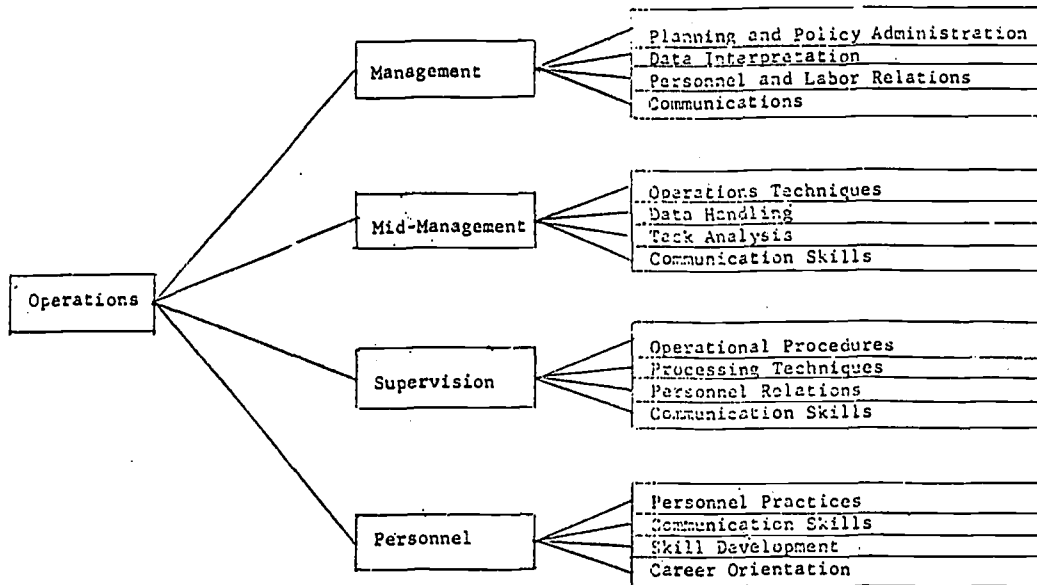 Planning and Policy Administration
Data Interpretation
Management
Personnel and Labor Relations
Communications
Operations Techniques
Data Handling
Mid-Management
Task Analysis
Communication Skills
Operations
Operational Procedures
Processing Techniques
Supervision
Personnel Relations
Communication Skills
Personnel Practices
Communication Skills
Personnel
Skill Development
Career Orientation